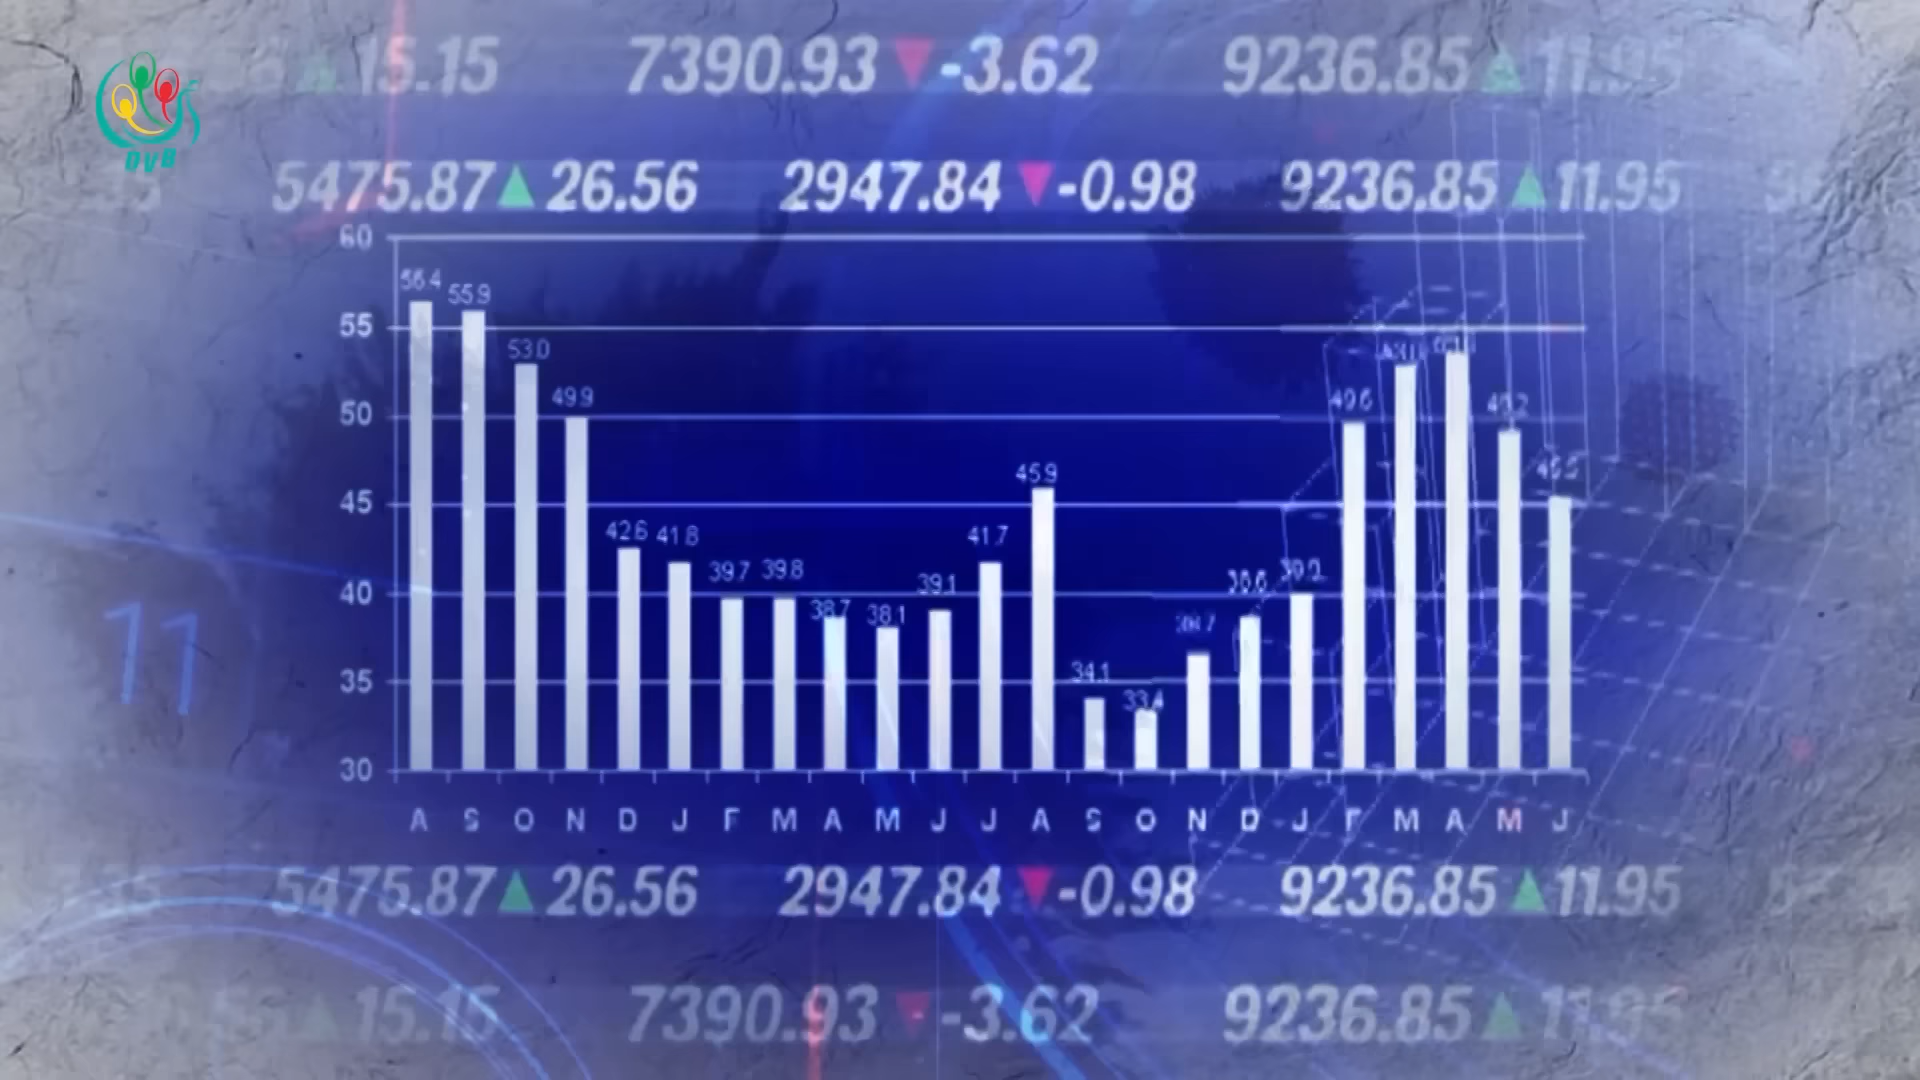 15.15 7390.93 ▼ -3.62 9236.85 ▲ 11.95
DVB
5475.87 ▲ 26.56 2947.84 ▼ -0.98 9236.85 ▲ 11.95
60
56.4 55.9
55
53.0
50
49.9 49.6 49.2
45.9
45
42.6 41.8 41.7
39.7 39.8 39.1
40
38.7 38.1
11
35
34.1
33.4
30
A S O N D J F M A M J J A S O N D J F M A M J
5475.87 ▲ 26.56 2947.84 ▼ -0.98 9236.85 ▲ 11.95
15.15 7390.93 ▼ -3.62 9236.85 ▲ 11.95